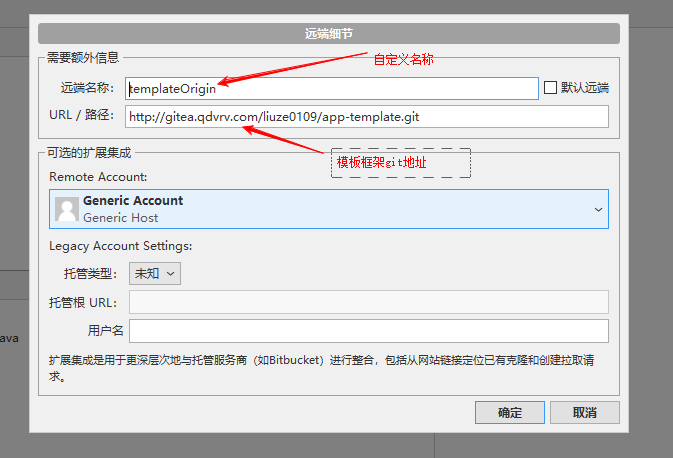 远端细节
需要额外信息
自定义名称
远端名称: templateOrigin 默认远端
URL / 路径: http://gitea.qdvrv.com/liuze0109/app-template.git
可选的扩展集成
模板框架git地址
Remote Account:
Generic Account
Generic Host
Legacy Account Settings:
托管类型: 未知
托管根 URL:
ava
用户名
扩展集成是用于更深层次地与托管服务商（如Bitbucket）进行整合，包括从网站链接定位已有克隆和创建拉取请
求。
确定 取消